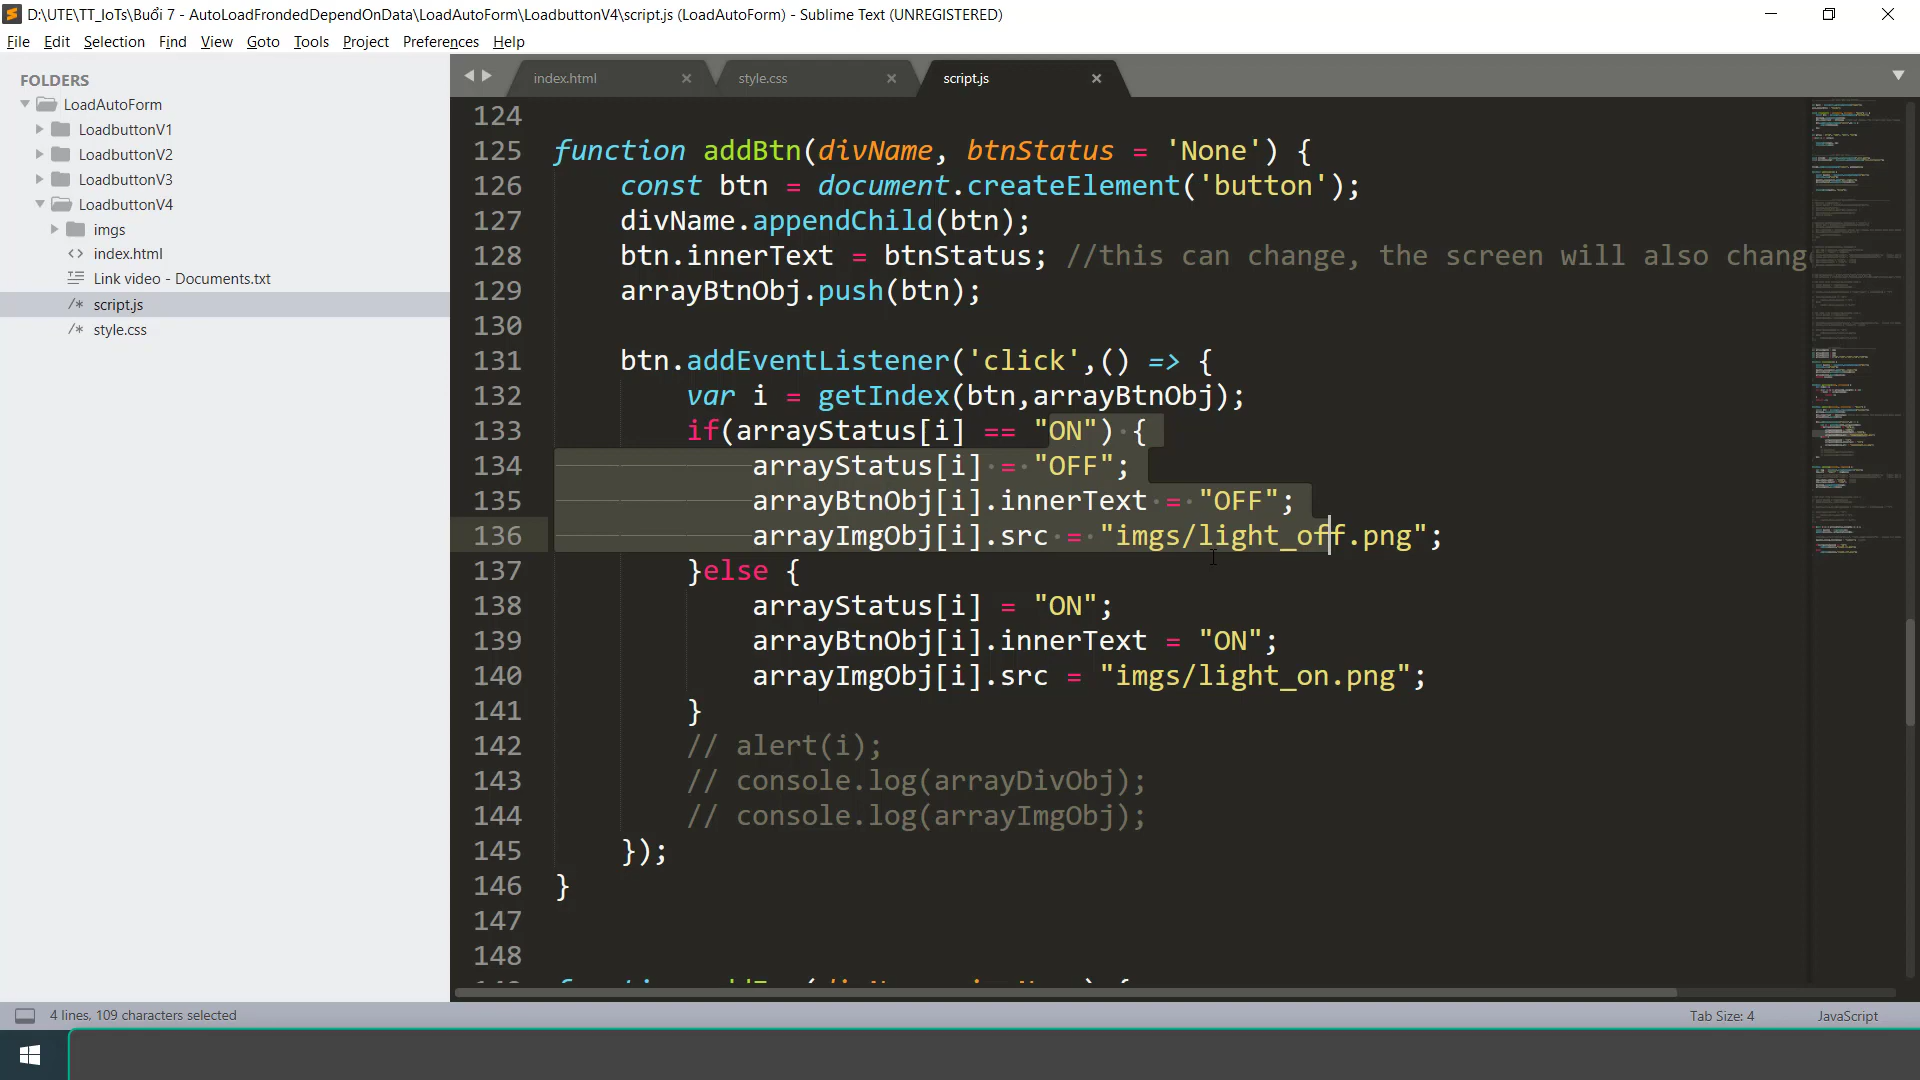 D:\UTE\TT_IoTs\Buổi 7 - AutoLoadFrondedDependOnData\LoadAutoForm\LoadbuttonV4\script.js (LoadAutoForm) - Sublime Text (UNREGISTERED)
File Edit Selection Find View Goto Tools Project Preferences Help
FOLDERS
LoadAutoForm
LoadbuttonV1
LoadbuttonV2
LoadbuttonV3
LoadbuttonV4
imgs
index.html
Link video - Documents.txt
script.js
style.css
index.html style.css script.js
124
125 function addBtn(divName, btnStatus = 'None') {
126 const btn = document.createElement('button');
127 divName.appendChild(btn);
128 btn.innerText = btnStatus; //this can change, the screen will also chang
129 arrayBtnObj.push(btn);
130
131 btn.addEventListener('click',() => {
132 var i = getIndex(btn,arrayBtnObj);
133 if(arrayStatus[i] == "ON") {
134 arrayStatus[i] = "OFF";
135 arrayBtnObj[i].innerText = "OFF";
136 arrayImgObj[i].src = "imgs/light_off.png";
137 }else {
138 arrayStatus[i] = "ON";
139 arrayBtnObj[i].innerText = "ON";
140 arrayImgObj[i].src = "imgs/light_on.png";
141 }
142 // alert(i);
143 // console.log(arrayDivObj);
144 // console.log(arrayImgObj);
145 });
146 }
147
148
4 lines, 109 characters selected
Tab Size: 4 JavaScript